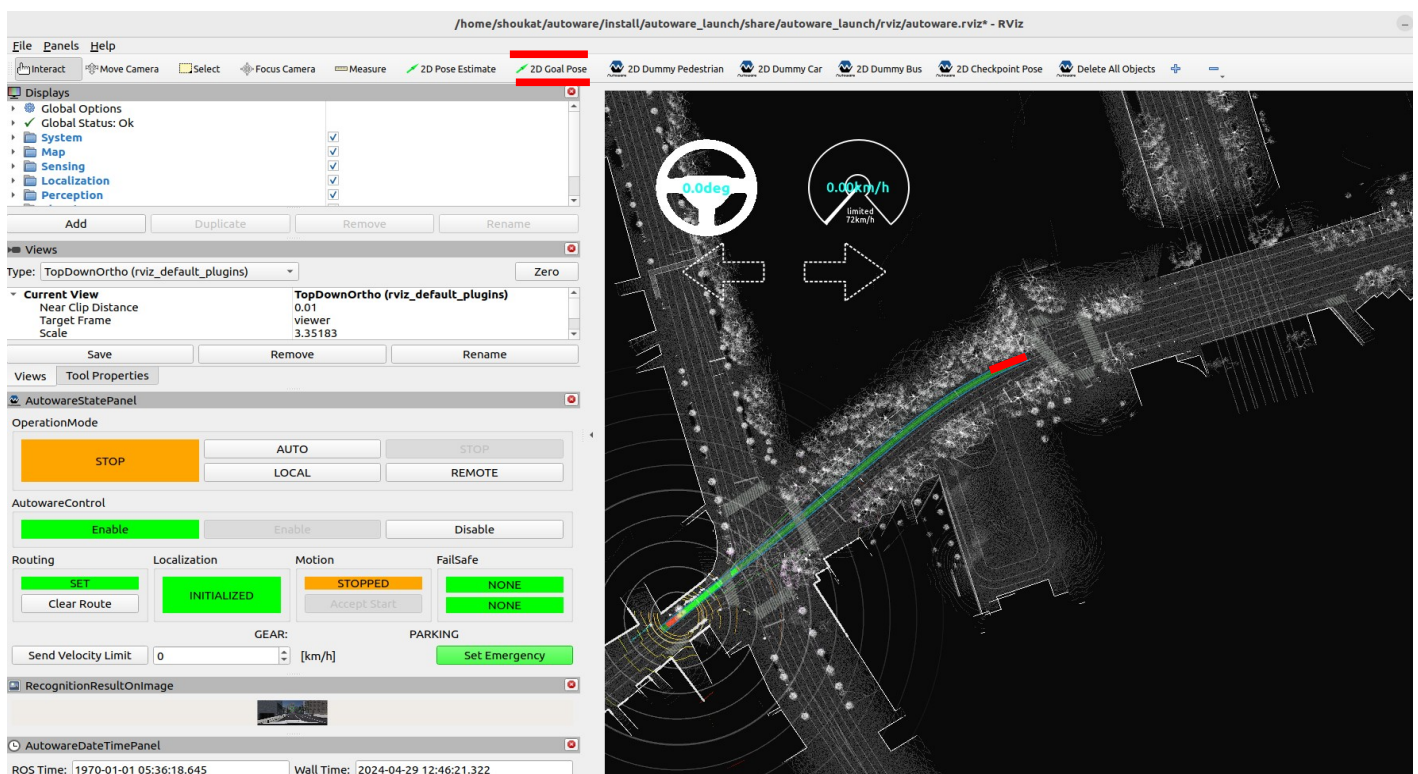 /home/shoukat/autoware/install/autoware_launch/share/autoware_launch/rviz/autoware.rviz* - RViz
File Panels Help
Interact Move Camera Select Focus Camera Measure 2D Pose Estimate 2D Goal Pose 2D Dummy Pedestrian 2D Dummy Car 2D Dummy Bus 2D Checkpoint Pose Delete All Objects
Displays
Global Options
Global Status: Ok
System
Map
Sensing
Localization
Perception
Add Duplicate Remove Rename
Views
Type: TopDownOrtho (rviz_default_plugins) Zero
Current View TopDownOrtho (rviz_default_plugins)
Near Clip Distance 0.01
Target Frame viewer
Scale 3.35183
Save Remove Rename
Views Tool Properties
AutowareStatePanel
OperationMode
STOP AUTO STOP
LOCAL REMOTE
AutowareControl
Enable Enable Disable
Routing Localization Motion FailSafe
SET INITIALIZED STOPPED NONE
Clear Route Accept Start NONE
GEAR: PARKING
Send Velocity Limit 0 [km/h] Set Emergency
RecognitionResultOnImage
AutowareDateTimePanel
ROS Time: 1970-01-01 05:36:18.645 Wall Time: 2024-04-29 12:46:21.322
0.0deg 0.00km/h
limited
72km/h